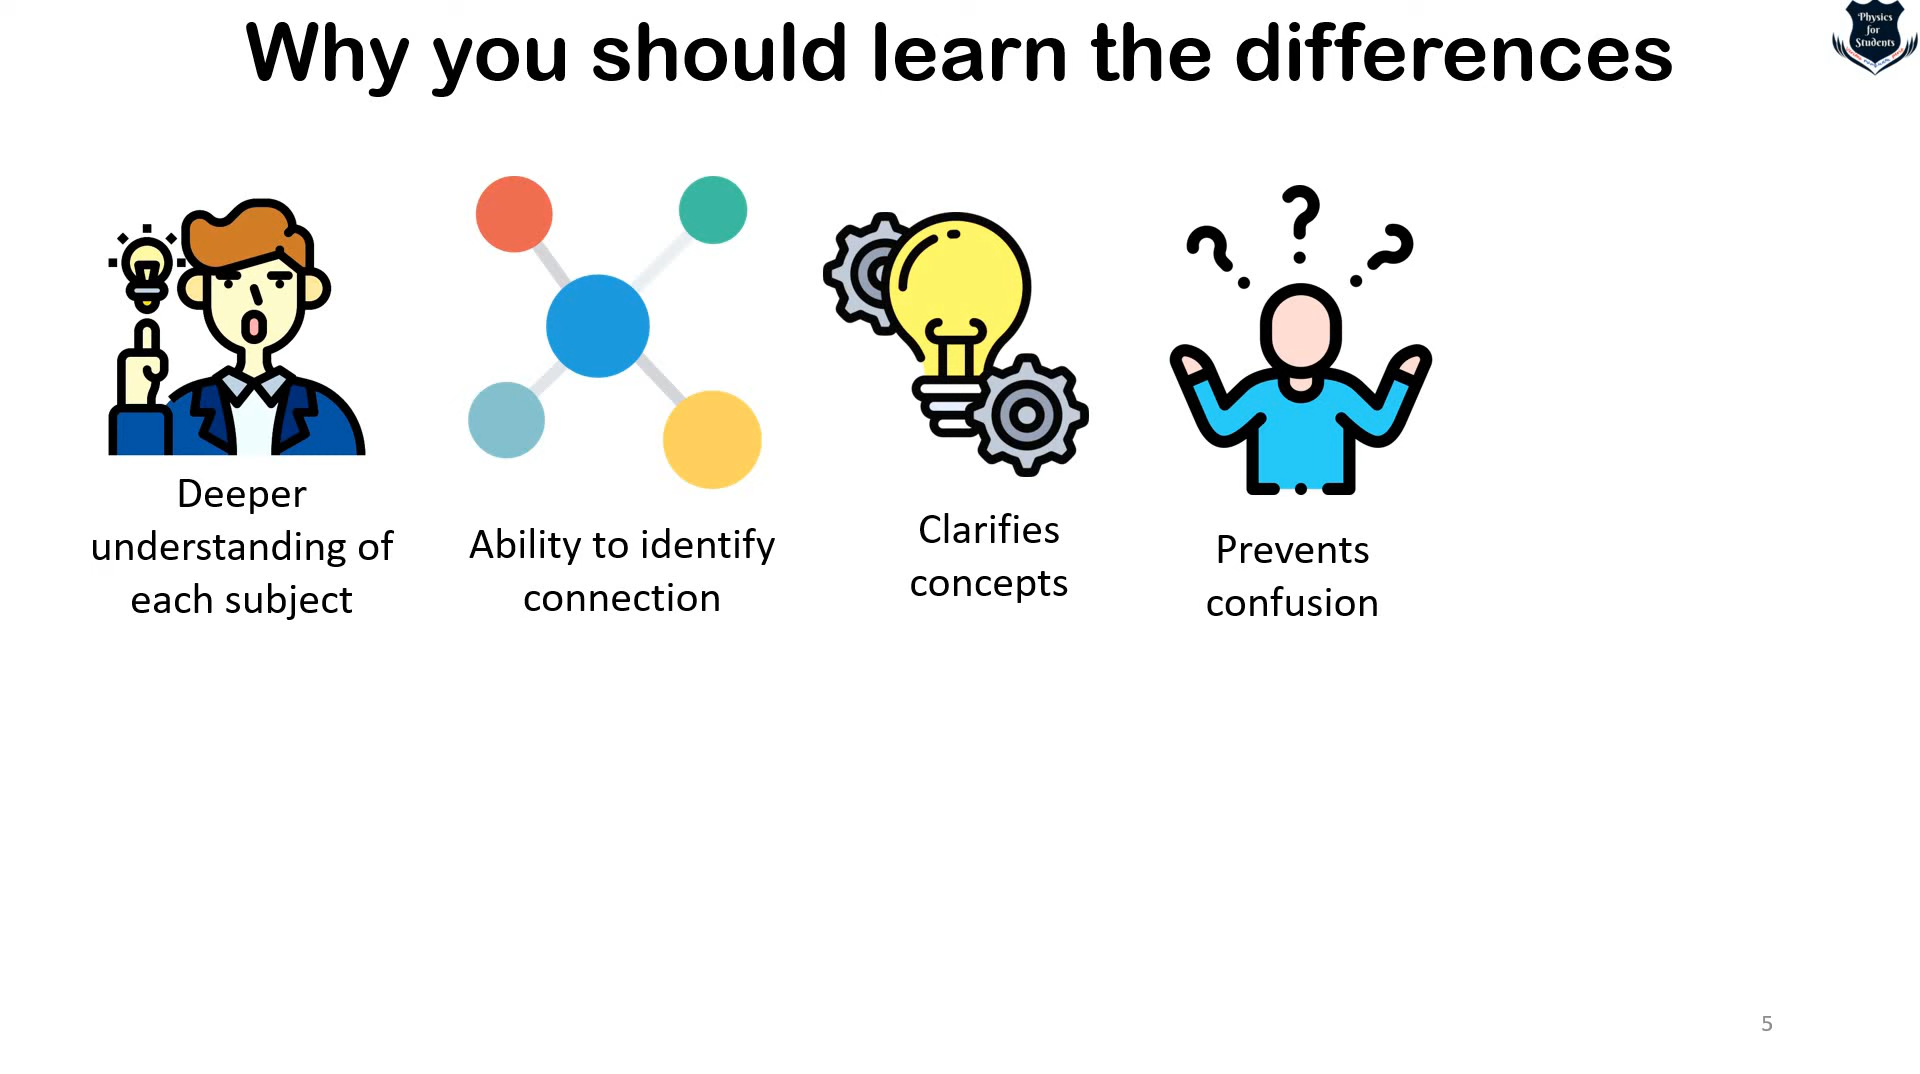 Why you should learn the differences
Physics
for
Students
Deeper
understanding of
each subject
Ability to identify
connection
Clarifies
concepts
Prevents
confusion
5